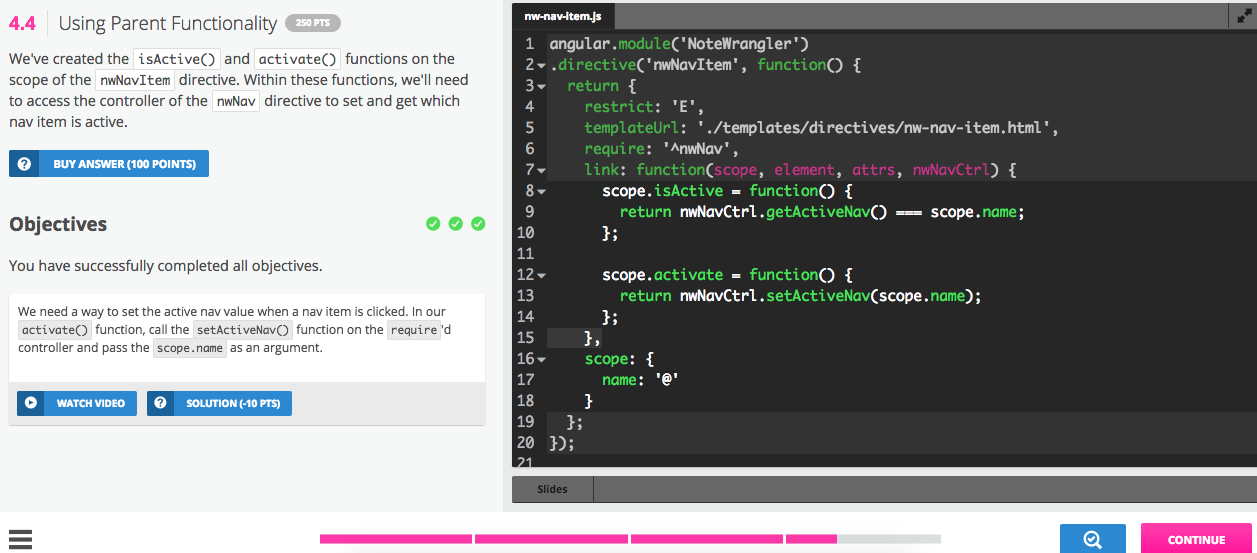 4.4 Using Parent Functionality 250 PTS
We've created the isActive() and activate() functions on the
scope of the nwNavItem directive. Within these functions, we'll need
to access the controller of the nwNav directive to set and get which
nav item is active.
BUY ANSWER (100 POINTS)
Objectives
You have successfully completed all objectives.
We need a way to set the active nav value when a nav item is clicked. In our
activate() function, call the setActiveNav() function on the require'd
controller and pass the scope.name as an argument.
WATCH VIDEO
SOLUTION (-10 PTS)
nw-nav-item.js
1 angular.module('NoteWrangler')
2 .directive('nwNavItem', function() {
3 return {
4 restrict: 'E',
5 templateUrl: './templates/directives/nw-nav-item.html',
6 require: '^nwNav',
7 link: function(scope, element, attrs, nwNavCtrl) {
8 scope.isActive = function() {
9 return nwNavCtrl.getActiveNav() === scope.name;
10 };
11
12 scope.activate = function() {
13 return nwNavCtrl.setActiveNav(scope.name);
14 };
15 },
16 scope: {
17 name: '@'
18 }
19 };
20 });
21
Slides
CONTINUE